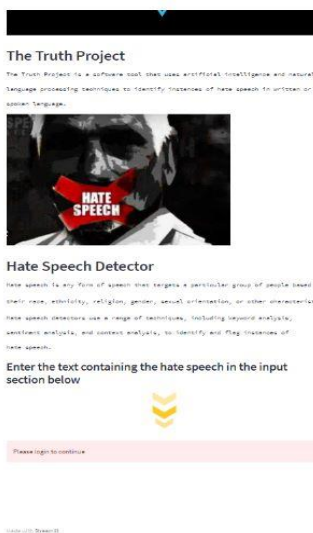 The Truth Project
The Truth Project is a software tool that uses artificial intelligence and natural
language processing techniques to identify instances of hate speech in written or
spoken language.
HATE
SPEECH
Hate Speech Detector
Hate speech is any form of speech that targets a particular group of people based
their race, ethnicity, religion, gender, sexual orientation, or other
Hate speech detectors use a range of techniques, including keyword analysis,
sentiment analysis, and context analysis, to identify and flag instances of
hate speech.
Enter the text containing the hate speech in the input
section below
Please login to continue